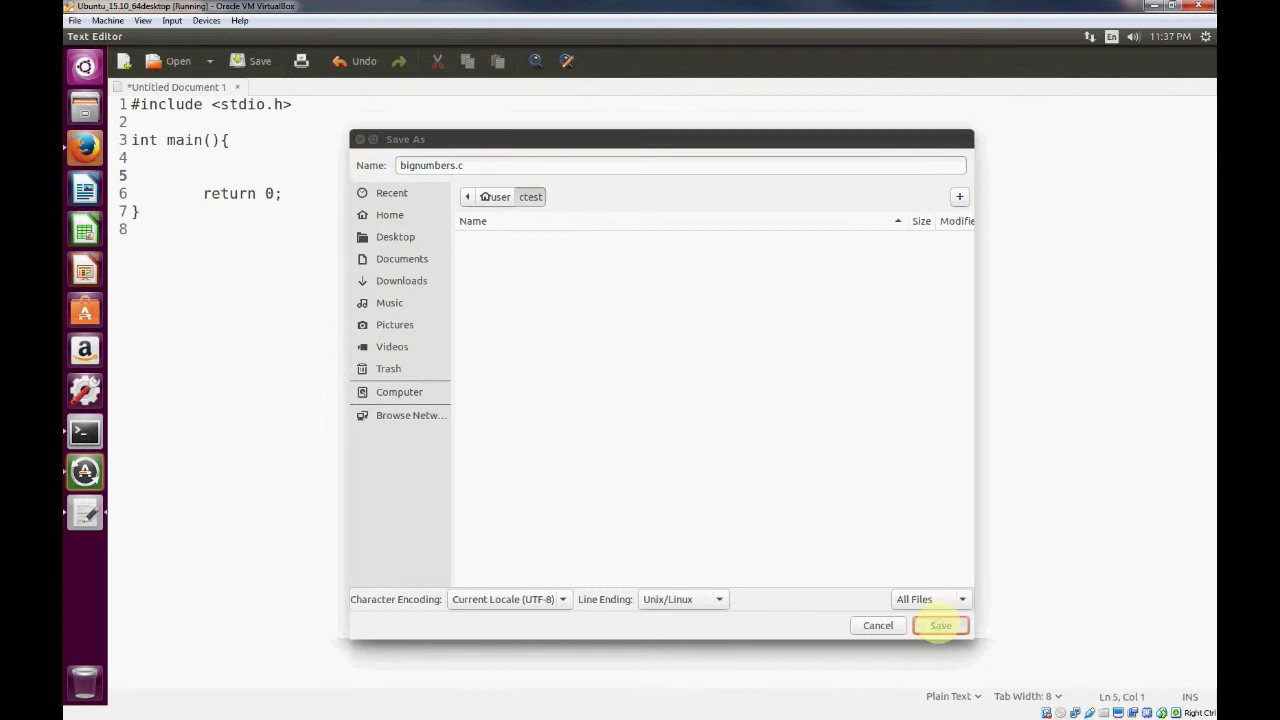 Ubuntu_15.10_64desktop [Running] - Oracle VM VirtualBox
File Machine View Input Devices Help
Text Editor
En
11:37 PM
Open
Save
Undo
*Untitled Document 1 ×
1 #include <stdio.h>
2
3 int main(){
4
5
6 return 0;
7 }
8
Save As
Name: bignumbers.c
user ctest
Recent
Home
Desktop
Documents
Downloads
Music
Pictures
Videos
Trash
Computer
Browse Netw...
Name Size Modifie
Character Encoding: Current Locale (UTF-8) Line Ending: Unix/Linux All Files
Cancel Save
Plain Text Tab Width: 8 Ln 5, Col 1 INS
Right Ctrl